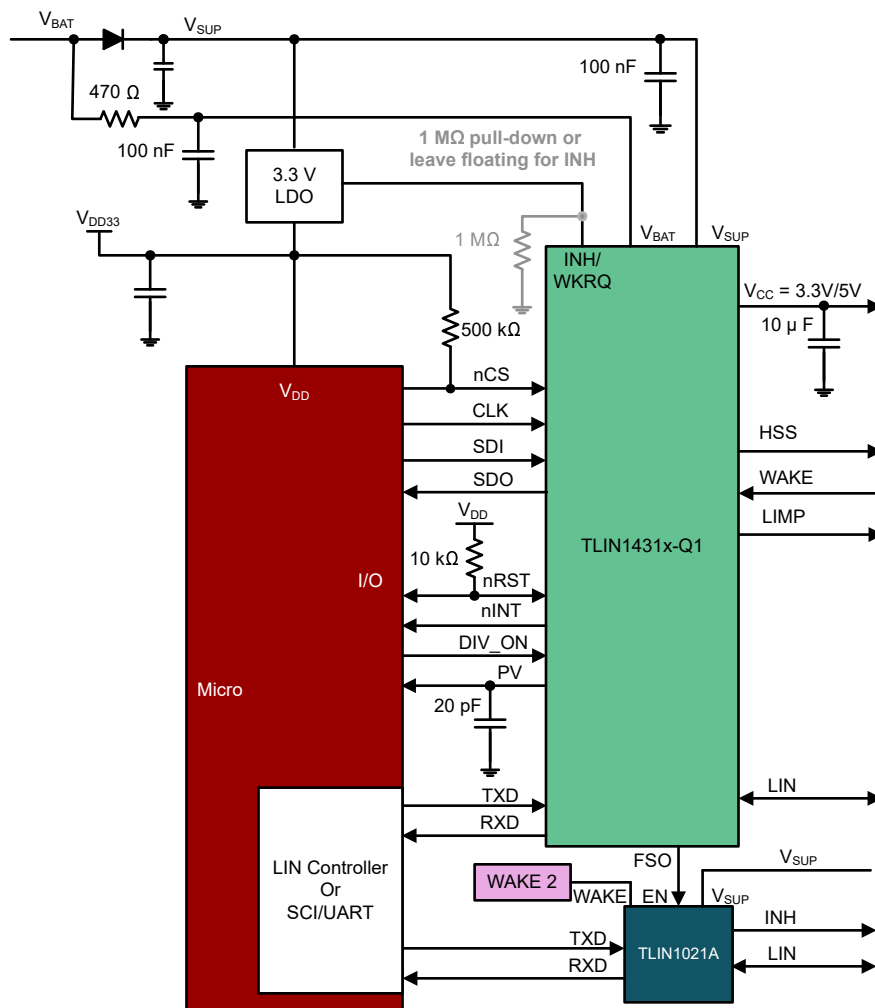 VBAT
VSUP
470 Ω
100 nF
100 nF
1 MΩ pull-down or
leave floating for INH
3.3 V
LDO
VDD33
1 MΩ
VBAT
VSUP
INH/
WKRQ
VCC = 3.3V/5V
10 µ F
500 kΩ
VDD
nCS
CLK
SDI
SDO
HSS
WAKE
LIMP
TLIN1431x-Q1
VDD
10 kΩ
I/O
nRST
nINT
DIV_ON
PV
Micro
20 pF
TXD
RXD
LIN
LIN Controller
Or
SCI/UART
FSO
VSUP
WAKE 2
WAKE
EN
VSUP
TXD
RXD
TLIN1021A
INH
LIN